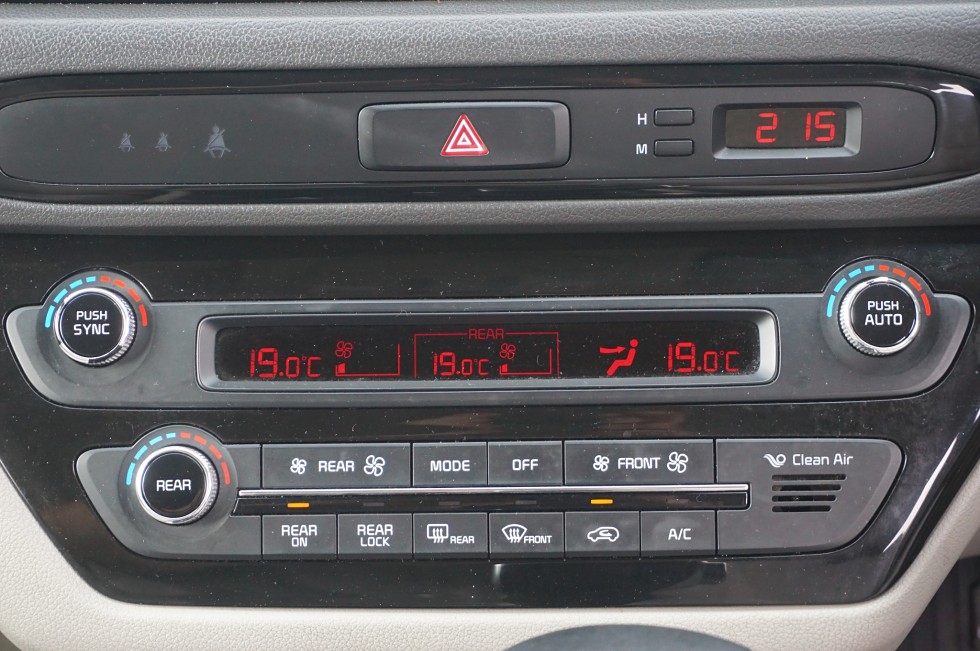 H
2 15
M
PUSH
SYNC
PUSH
AUTO
REAR
19.0°C
19.0°C
19.0°C
REAR
REAR
MODE
OFF
FRONT
Clean Air
REAR
ON
REAR
LOCK
REAR
FRONT
A/C